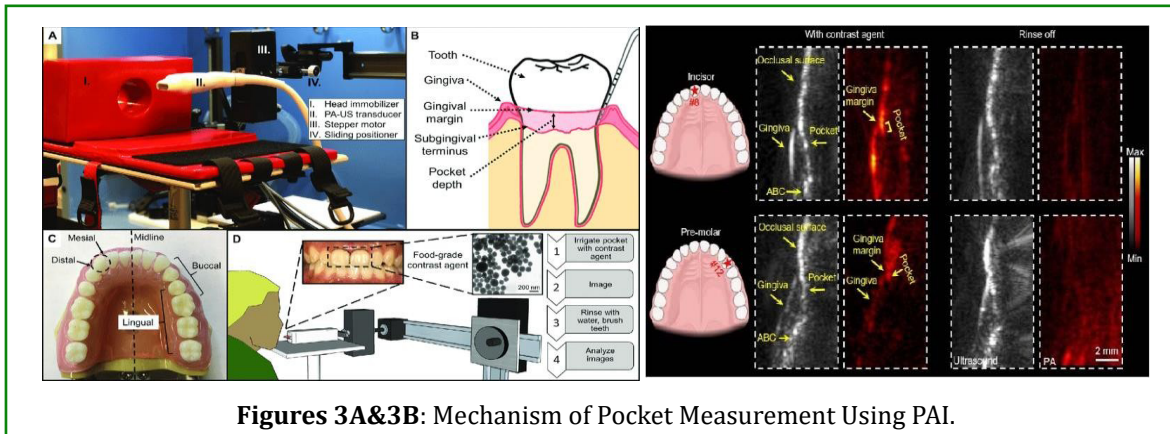 A
I.
II.
III.
IV.
I. Head immobilizer
II. PA-US transducer
III. Stepper motor
IV. Sliding positioner
B
Tooth
Gingiva
Gingival
margin
Subgingival
terminus
Pocket
depth
C
Mesial
Midline
Distal
Buccal
Lingual
D
Food-grade
contrast agent
200 nm
1
Irrigate pocket
with contrast
agent
2
Image
3
Rinse with
water, brush
teeth
4
Analyze
images
With contrast agent
Rinse off
Incisor
#8
Occlusal surface
Gingiva
Pocket
ABC
Gingiva
margin
Pocket
Max
Min
Pre-molar
#12
Occlusal surface
Gingiva
Pocket
ABC
Gingiva
margin
Gingiva
Pocket
Ultrasound
PA
2 mm
Figures 3A&3B: Mechanism of Pocket Measurement Using PAI.